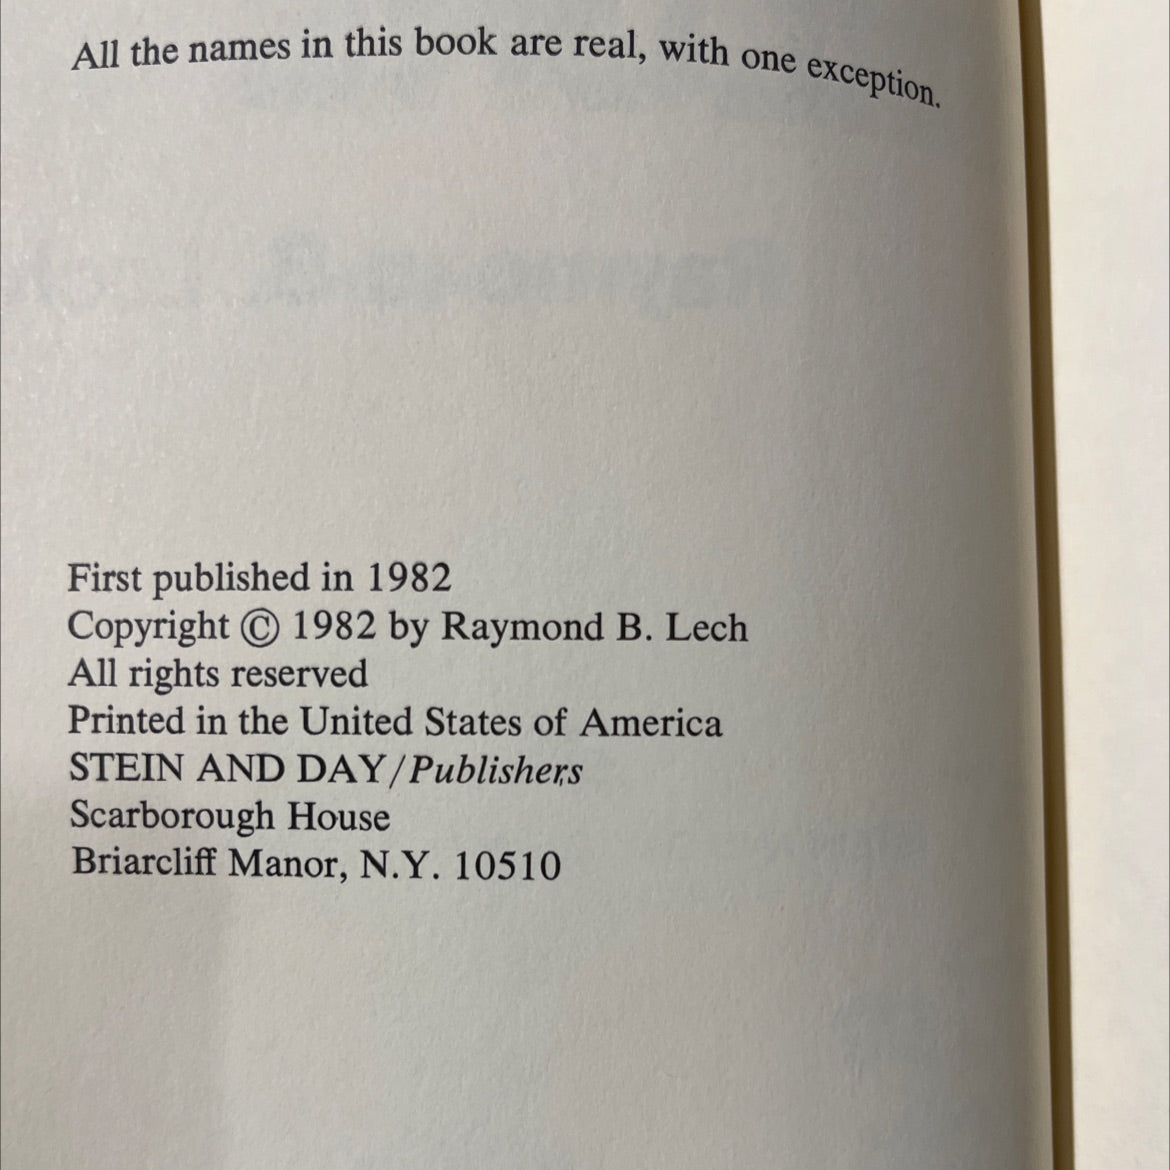 All the names in this book are real, with one exception.
First published in 1982
Copyright © 1982 by Raymond B. Lech
All rights reserved
Printed in the United States of America
STEIN AND DAY/Publishers
Scarborough House
Briarcliff Manor, N.Y. 10510